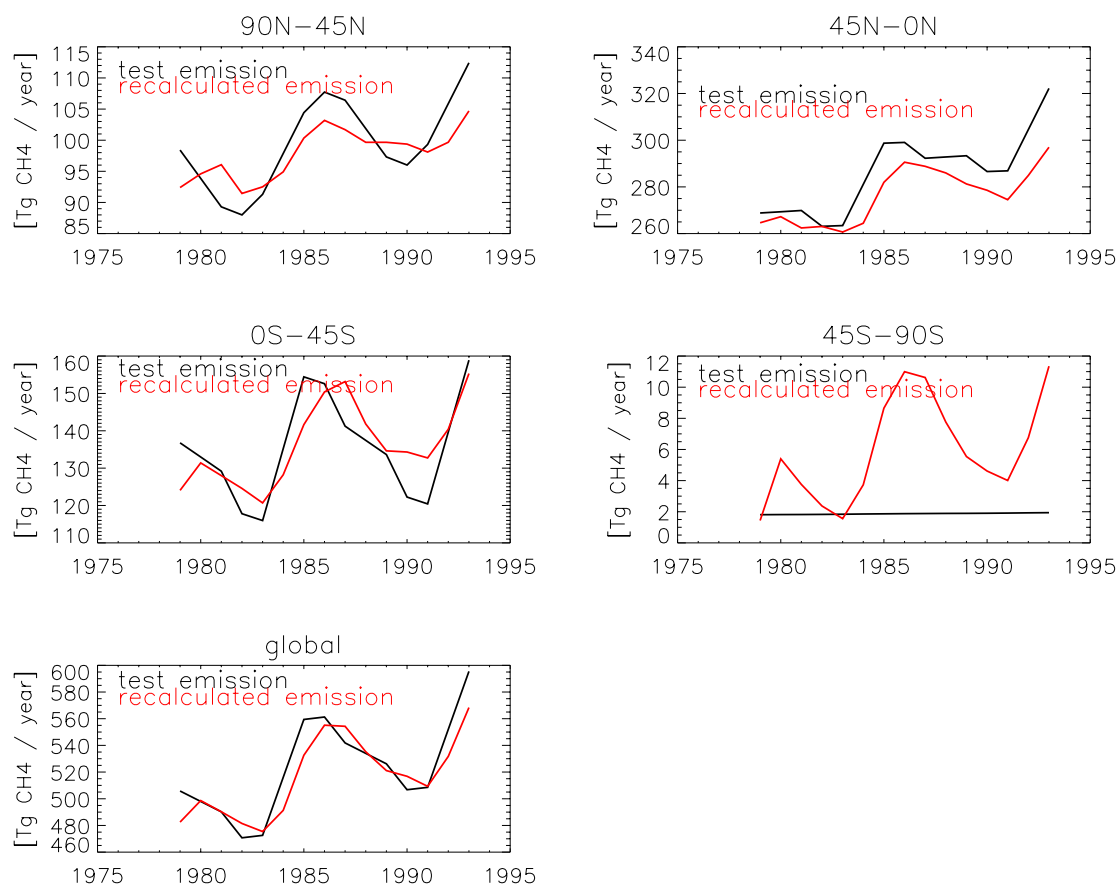 90N-45N
[Tg CH4 / year]
115
110
105
100
95
90
85
test emission
recalculated emission
1975 1980 1985 1990 1995
45N-0N
[Tg CH4 / year]
340
320
300
280
260
test emission
recalculated emission
1975 1980 1985 1990 1995
0S-45S
[Tg CH4 / year]
160
150
140
130
120
110
test emission
recalculated emission
1975 1980 1985 1990 1995
45S-90S
[Tg CH4 / year]
12
10
8
6
4
2
0
test emission
recalculated emission
1975 1980 1985 1990 1995
global
[Tg CH4 / year]
600
580
560
540
520
500
480
460
test emission
recalculated emission
1975 1980 1985 1990 1995